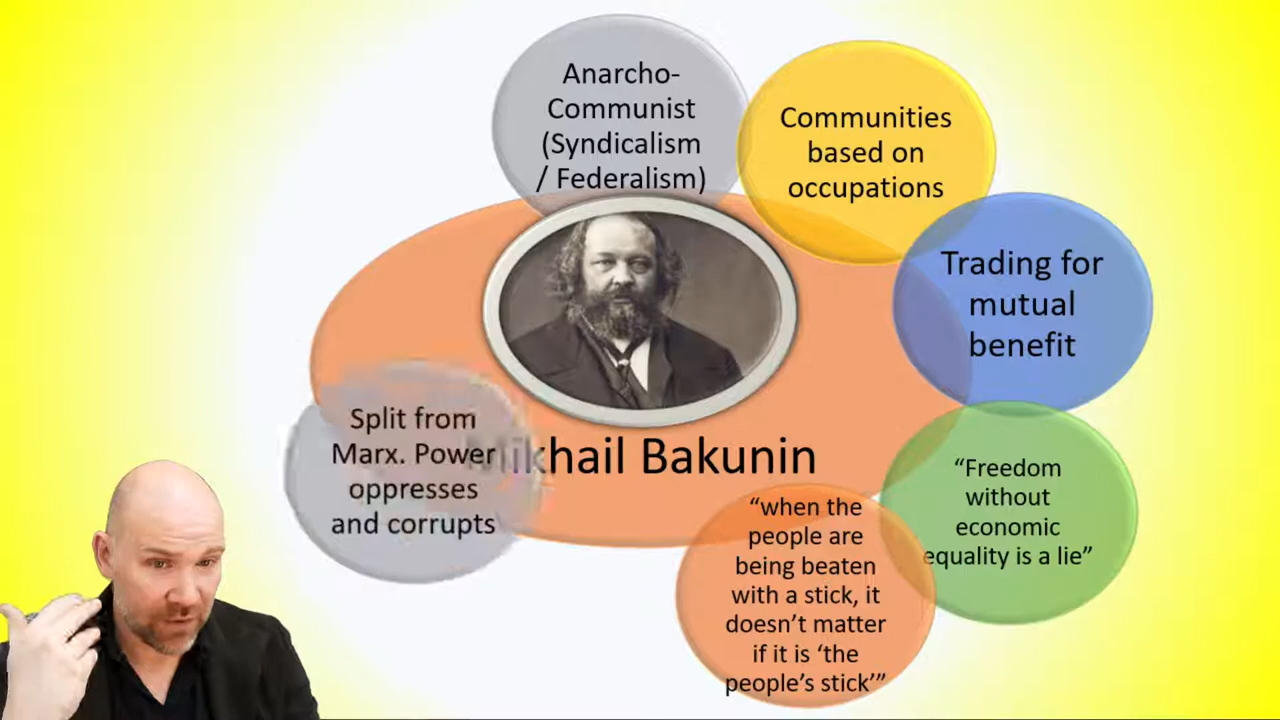 Anarcho-
Communist
(Syndicalism
/ Federalism)
Communities
based on
occupations
Trading for
mutual
benefit
“Freedom
without
economic
equality is a lie”
“when the
people are
being beaten
with a stick, it
doesn’t matter
if it is ‘the
people’s stick’”
Split from
Marx. Power
oppresses
and corrupts
Mikhail Bakunin